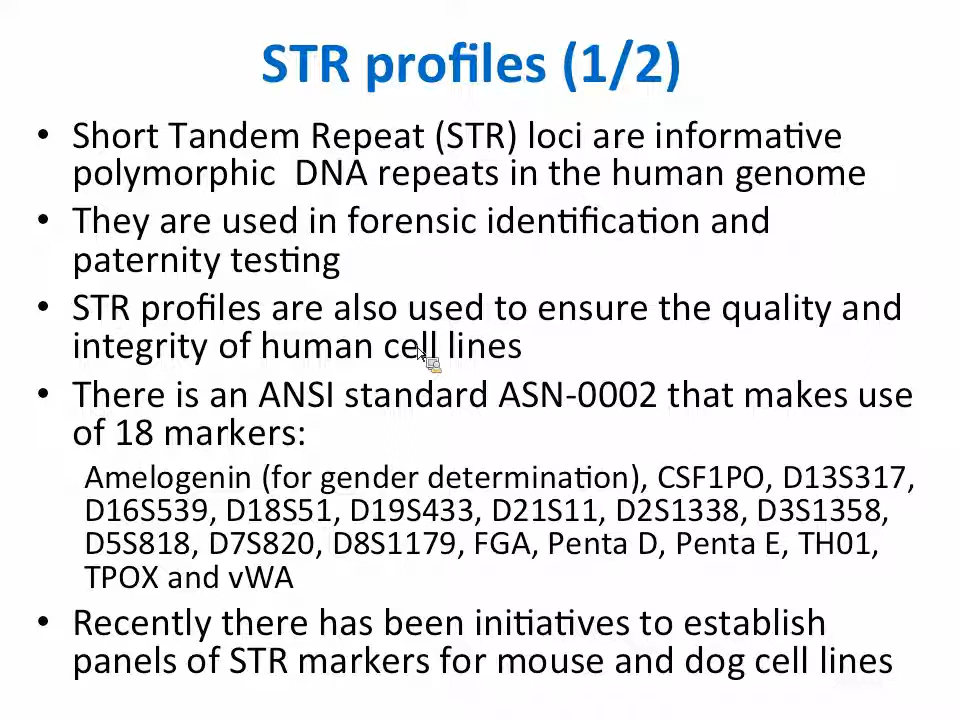 STR profiles (1/2)
• Short Tandem Repeat (STR) loci are informative
polymorphic  DNA repeats in the human genome
• They are used in forensic identification and
paternity testing
• STR profiles are also used to ensure the quality and
integrity of human cell lines
• There is an ANSI standard ASN-0002 that makes use
of 18 markers:
Amelogenin (for gender determination), CSF1PO, D13S317,
D16S539, D18S51, D19S433, D21S11, D2S1338, D3S1358,
D5S818, D7S820, D8S1179, FGA, Penta D, Penta E, TH01,
TPOX and vWA
• Recently there has been initiatives to establish
panels of STR markers for mouse and dog cell lines